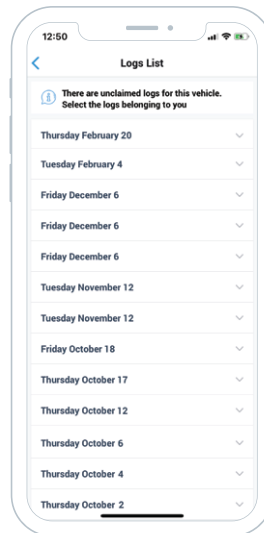 12:50
Logs List
There are unclaimed logs for this vehicle.
Select the logs belonging to you
Thursday February 20
Tuesday February 4
Friday December 6
Friday December 6
Friday December 6
Tuesday November 12
Tuesday November 12
Friday October 18
Thursday October 17
Thursday October 12
Thursday October 6
Thursday October 4
Thursday October 2